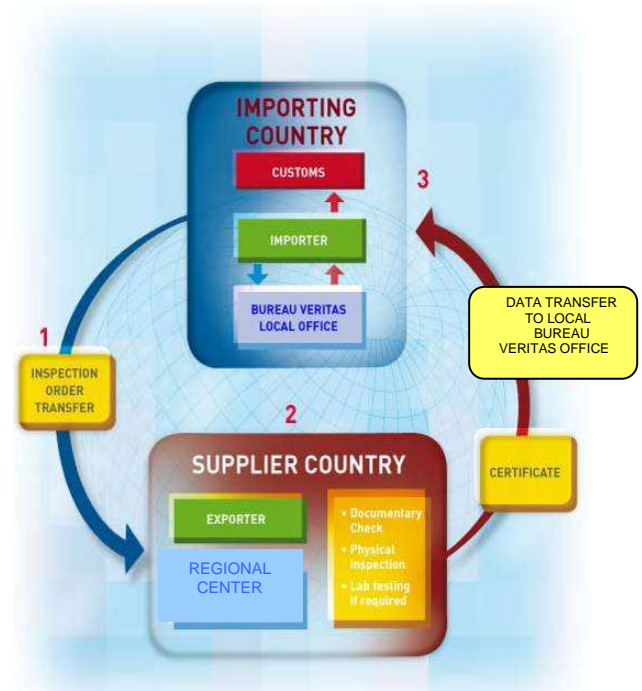 IMPORTING
COUNTRY
CUSTOMS
3
IMPORTER
BUREAU VERITAS
LOCAL OFFICE
DATA TRANSFER
TO LOCAL
BUREAU
VERITAS OFFICE
1
INSPECTION
ORDER
TRANSFER
2
SUPPLIER COUNTRY
CERTIFICATE
EXPORTER
REGIONAL
CENTER
• Documentary
Check
• Physical
inspection
• Lab testing
if required